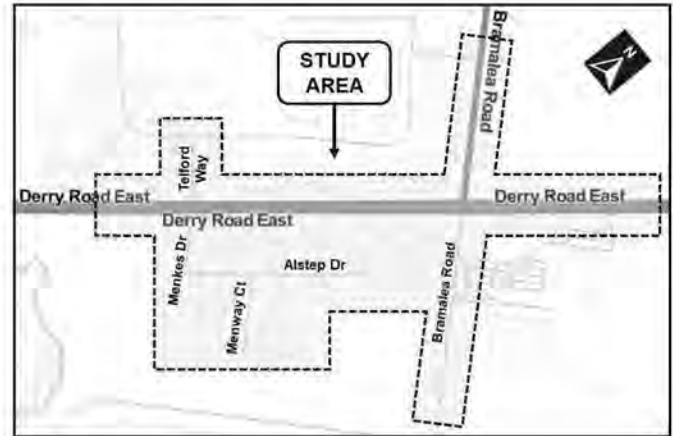 STUDY
AREA
Bramalea Road
N
Telford
Way
Derry Road East
Derry Road East
Derry Road East
Menkes Dr
Alstep Dr
Menway Ct
Bramalea Road